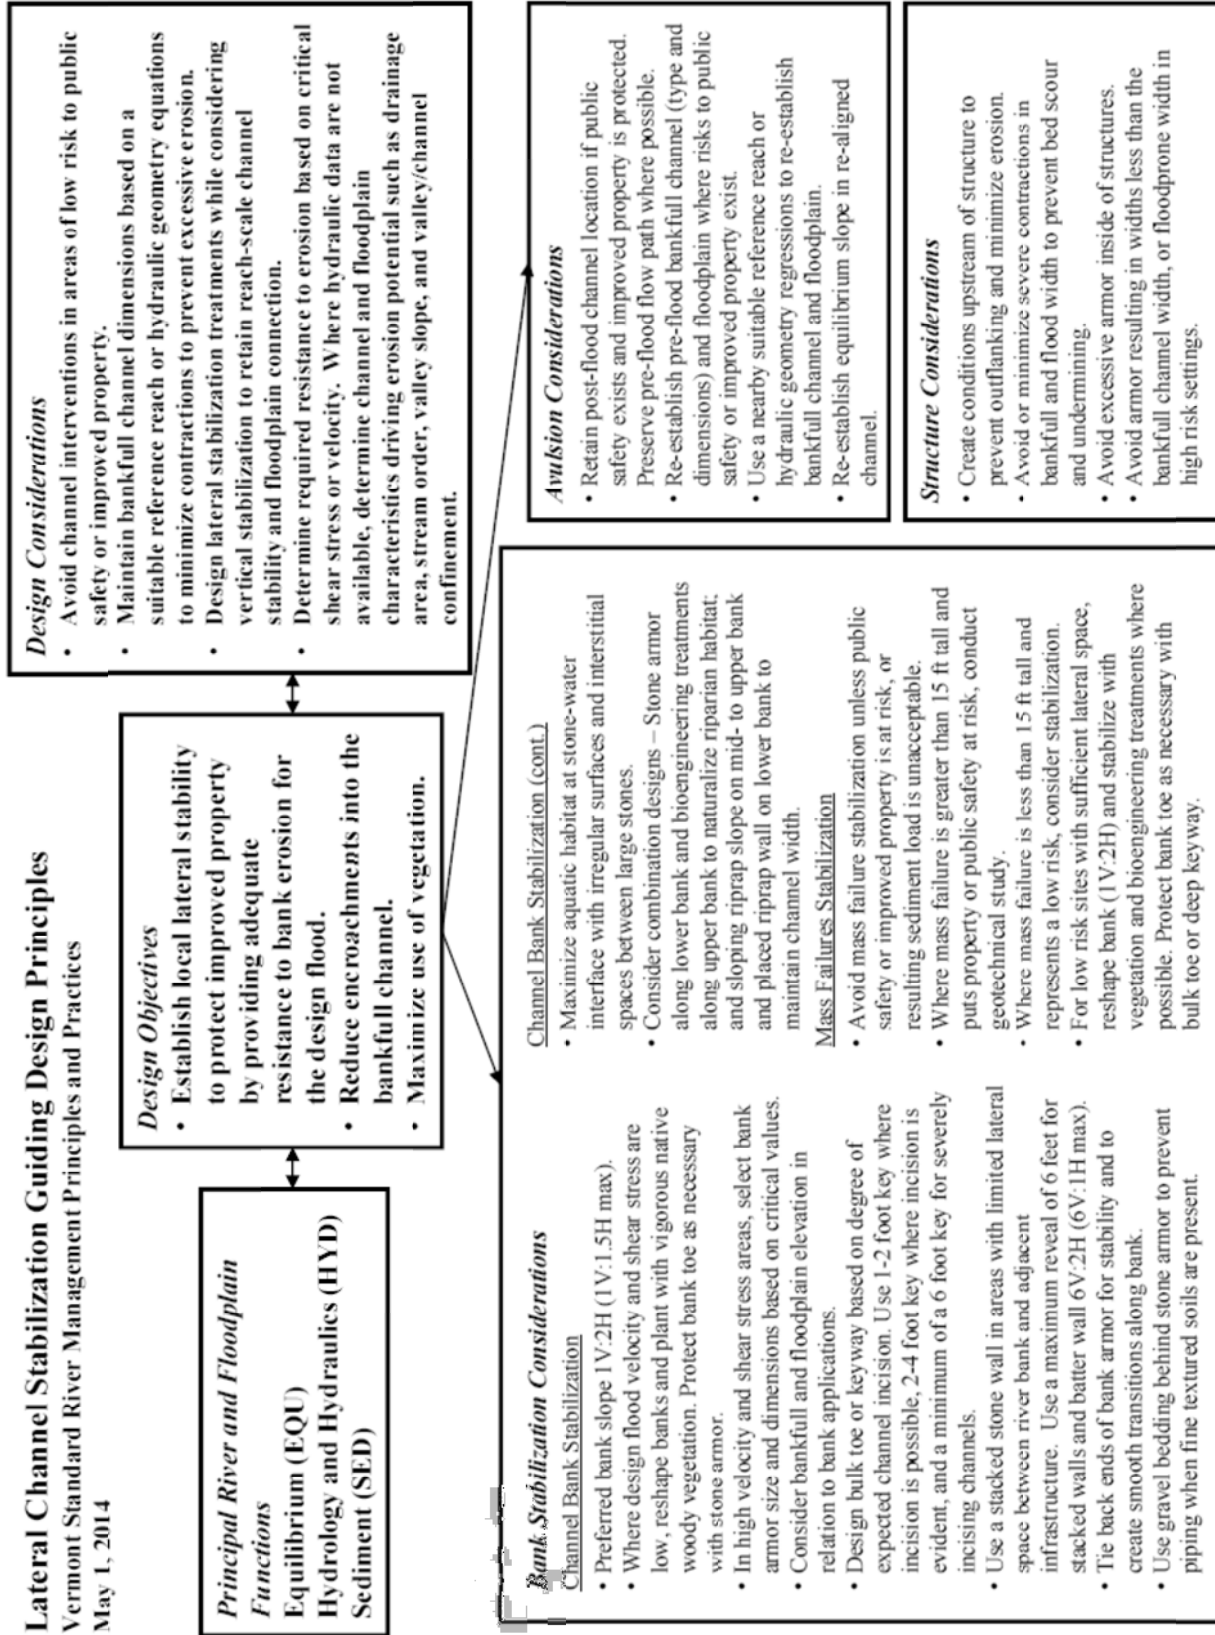 Lateral Channel Stabilization Guiding Design Principles
Vermont Standard River Management Principles and Practices
May 1, 2014
Principal River and Floodplain
Functions
Equilibrium (EQU)
Hydrology and Hydraulics (HYD)
Sediment (SED)
Design Objectives
• Establish local lateral stability
to protect improved property
by providing adequate
resistance to bank erosion for
the design flood.
• Reduce encroachments into the
bankfull channel.
• Maximize use of vegetation.
Design Considerations
• Avoid channel interventions in areas of low risk to public
safety or improved property.
• Maintain bankfull channel dimensions based on a
suitable reference reach or hydraulic geometry equations
to minimize contractions to prevent excessive erosion.
• Design lateral stabilization treatments while considering
vertical stabilization to retain reach-scale channel
stability and floodplain connection.
• Determine required resistance to erosion based on critical
shear stress or velocity. Where hydraulic data are not
available, determine channel and floodplain
characteristics driving erosion potential such as drainage
area, stream order, valley slope, and valley/channel
confinement.
Bank Stabilization Considerations
Channel Bank Stabilization
• Preferred bank slope 1V:2H (1V:1.5H max).
• Where design flood velocity and shear stress are
low, reshape banks and plant with vigorous native
woody vegetation. Protect bank toe as necessary
with stone armor.
• In high velocity and shear stress areas, select bank
armor size and dimensions based on critical values.
• Consider bankfull and floodplain elevation in
relation to bank applications.
• Design bulk toe or keyway based on degree of
expected channel incision. Use 1-2 foot key where
incision is possible, 2-4 foot key where incision is
evident, and a minimum of a 6 foot key for severely
incising channels.
• Use a stacked stone wall in areas with limited lateral
space between river bank and adjacent
infrastructure. Use a maximum reveal of 6 feet for
stacked walls and batter wall 6V:2H (6V:1H max).
• Tie back ends of bank armor for stability and to
create smooth transitions along bank.
• Use gravel bedding behind stone armor to prevent
piping when fine textured soils are present.
Channel Bank Stabilization (cont.)
• Maximize aquatic habitat at stone-water
interface with irregular surfaces and interstitial
spaces between large stones.
• Consider combination designs – Stone armor
along lower bank and bioengineering treatments
along upper bank to naturalize riparian habitat;
and sloping riprap slope on mid- to upper bank
and placed riprap wall on lower bank to
maintain channel width.
Mass Failures Stabilization
• Avoid mass failure stabilization unless public
safety or improved property is at risk, or
resulting sediment load is unacceptable.
• Where mass failure is greater than 15 ft tall and
puts property or public safety at risk, conduct
geotechnical study.
• Where mass failure is less than 15 ft tall and
represents a low risk, consider stabilization.
• For low risk sites with sufficient lateral space,
reshape bank (1V:2H) and stabilize with
vegetation and bioengineering treatments where
possible. Protect bank toe as necessary with
bulk toe or deep keyway.
Avulsion Considerations
• Retain post-flood channel location if public
safety exists and improved property is protected.
Preserve pre-flood flow path where possible.
• Re-establish pre-flood bankfull channel (type and
dimensions) and floodplain where risks to public
safety or improved property exist.
• Use a nearby suitable reference reach or
hydraulic geometry regressions to re-establish
bankfull channel and floodplain.
• Re-establish equilibrium slope in re-aligned
channel.
Structure Considerations
• Create conditions upstream of structure to
prevent outflanking and minimize erosion.
• Avoid or minimize severe contractions in
bankfull and flood width to prevent bed scour
and undermining.
• Avoid excessive armor inside of structures.
• Avoid armor resulting in widths less than the
bankfull channel width, or floodprone width in
high risk settings.